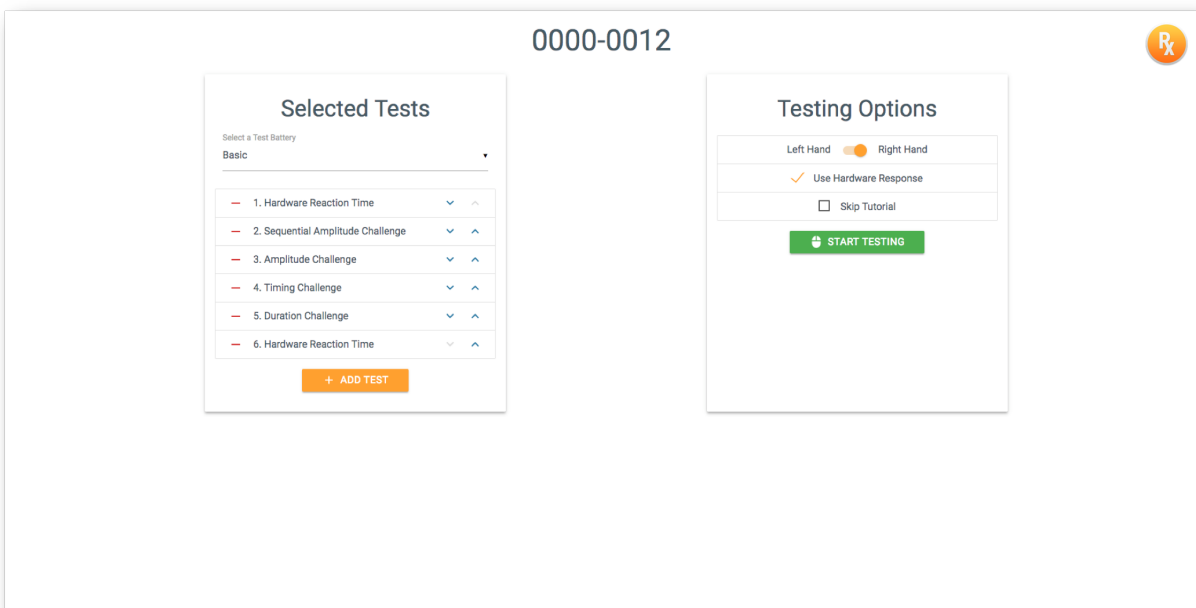 0000-0012
Rx
Selected Tests
Select a Test Battery
Basic
1. Hardware Reaction Time
2. Sequential Amplitude Challenge
3. Amplitude Challenge
4. Timing Challenge
5. Duration Challenge
6. Hardware Reaction Time
+ ADD TEST
Testing Options
Left Hand Right Hand
Use Hardware Response
Skip Tutorial
START TESTING